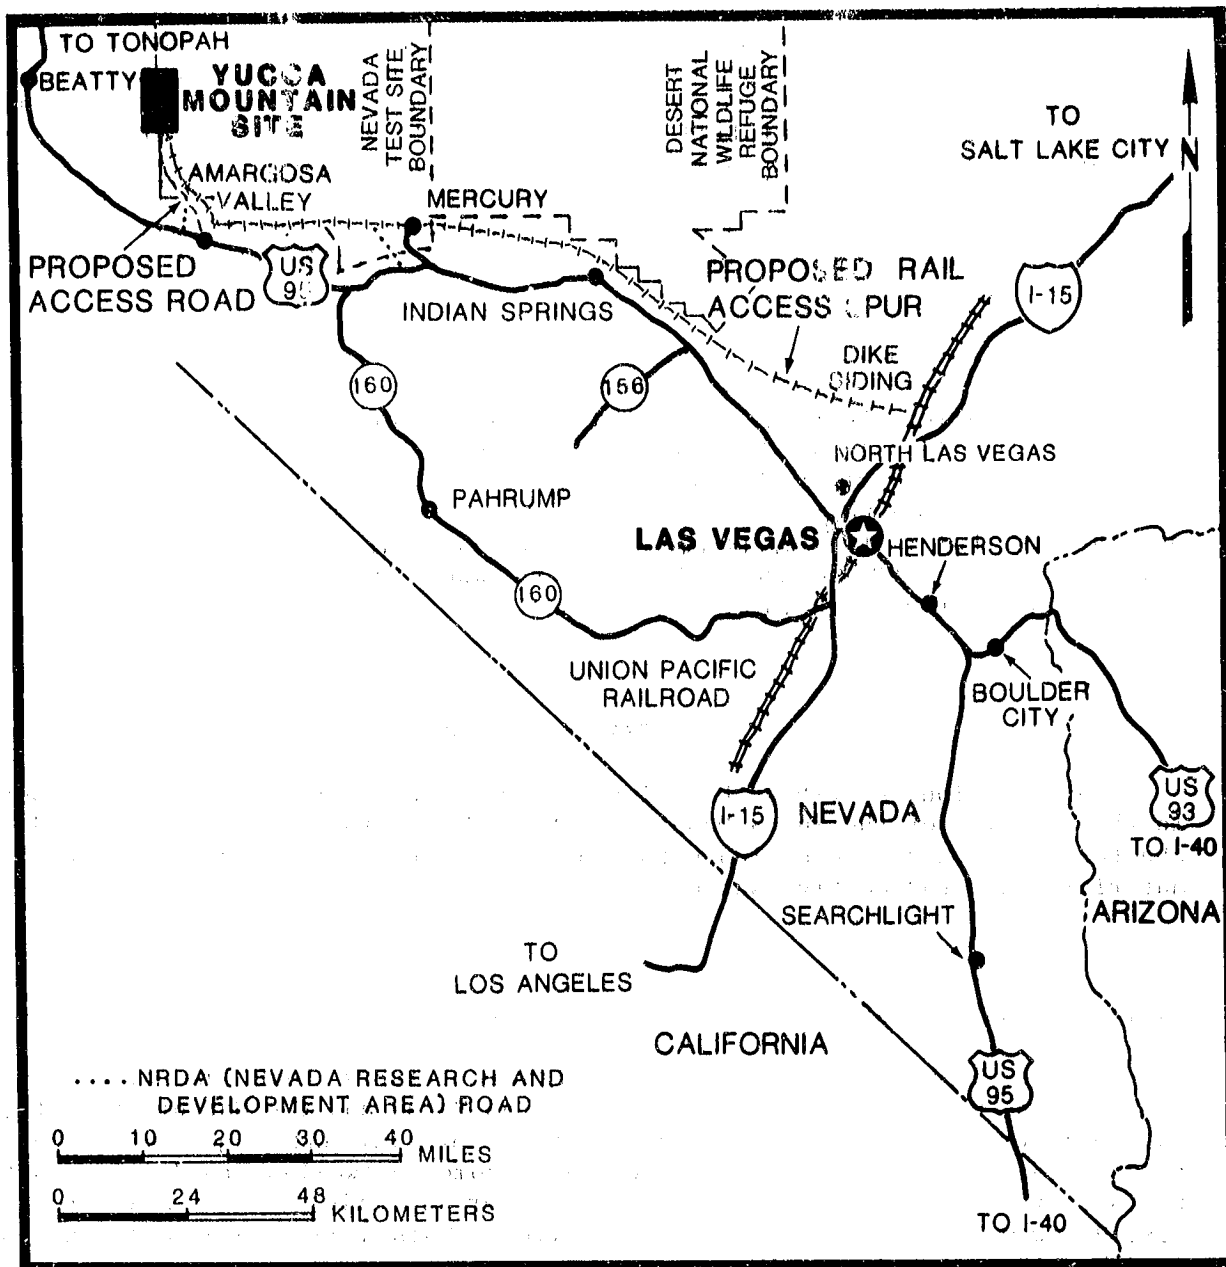 TO TONOPAH
BEATTY
YUCCA
MOUNTAIN
SITE
NEVADA
TEST SITE
BOUNDARY
DESERT
NATIONAL
WILDLIFE
REFUGE
BOUNDARY
TO
SALT LAKE CITY
N
AMARGOSA
VALLEY
MERCURY
PROPOSED
ACCESS ROAD
US
95
INDIAN SPRINGS
PROPOSED RAIL
ACCESS SPUR
I-15
DIKE
SIDING
160
156
NORTH LAS VEGAS
PAHRUMP
LAS VEGAS
HENDERSON
160
UNION PACIFIC
RAILROAD
BOULDER
CITY
I-15
NEVADA
US
93
TO I-40
SEARCHLIGHT
ARIZONA
TO
LOS ANGELES
CALIFORNIA
US
95
TO I-40
.... NRDA (NEVADA RESEARCH AND
DEVELOPMENT AREA) ROAD
0 10 20 30 40
MILES
0 24 48
KILOMETERS